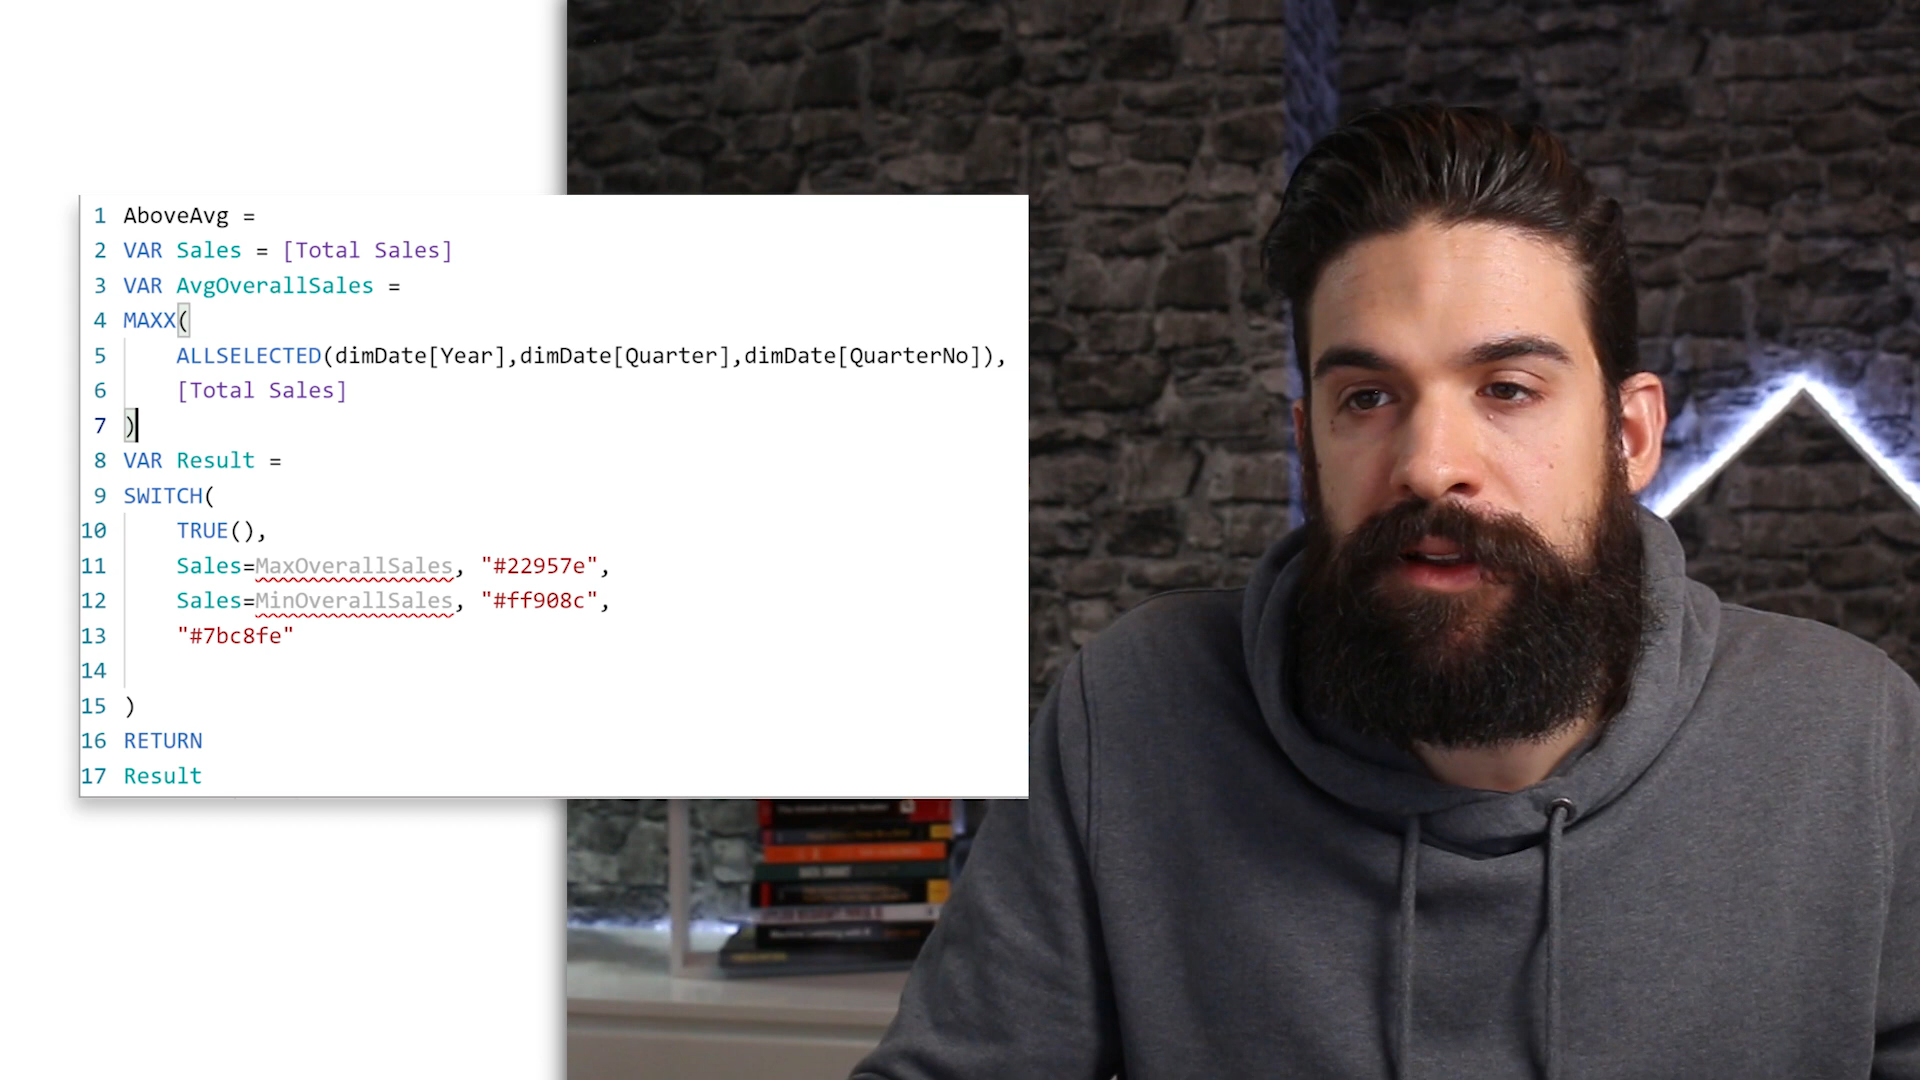 1 AboveAvg =
2 VAR Sales = [Total Sales]
3 VAR AvgOverallSales =
4 MAXX(
5 ALLSELECTED(dimDate[Year],dimDate[Quarter],dimDate[QuarterNo]),
6 [Total Sales]
7 )
8 VAR Result =
9 SWITCH(
10 TRUE(),
11 Sales=MaxOverallSales, "#22957e",
12 Sales=MinOverallSales, "#ff908c",
13 "#7bc8fe"
14
15 )
16 RETURN
17 Result